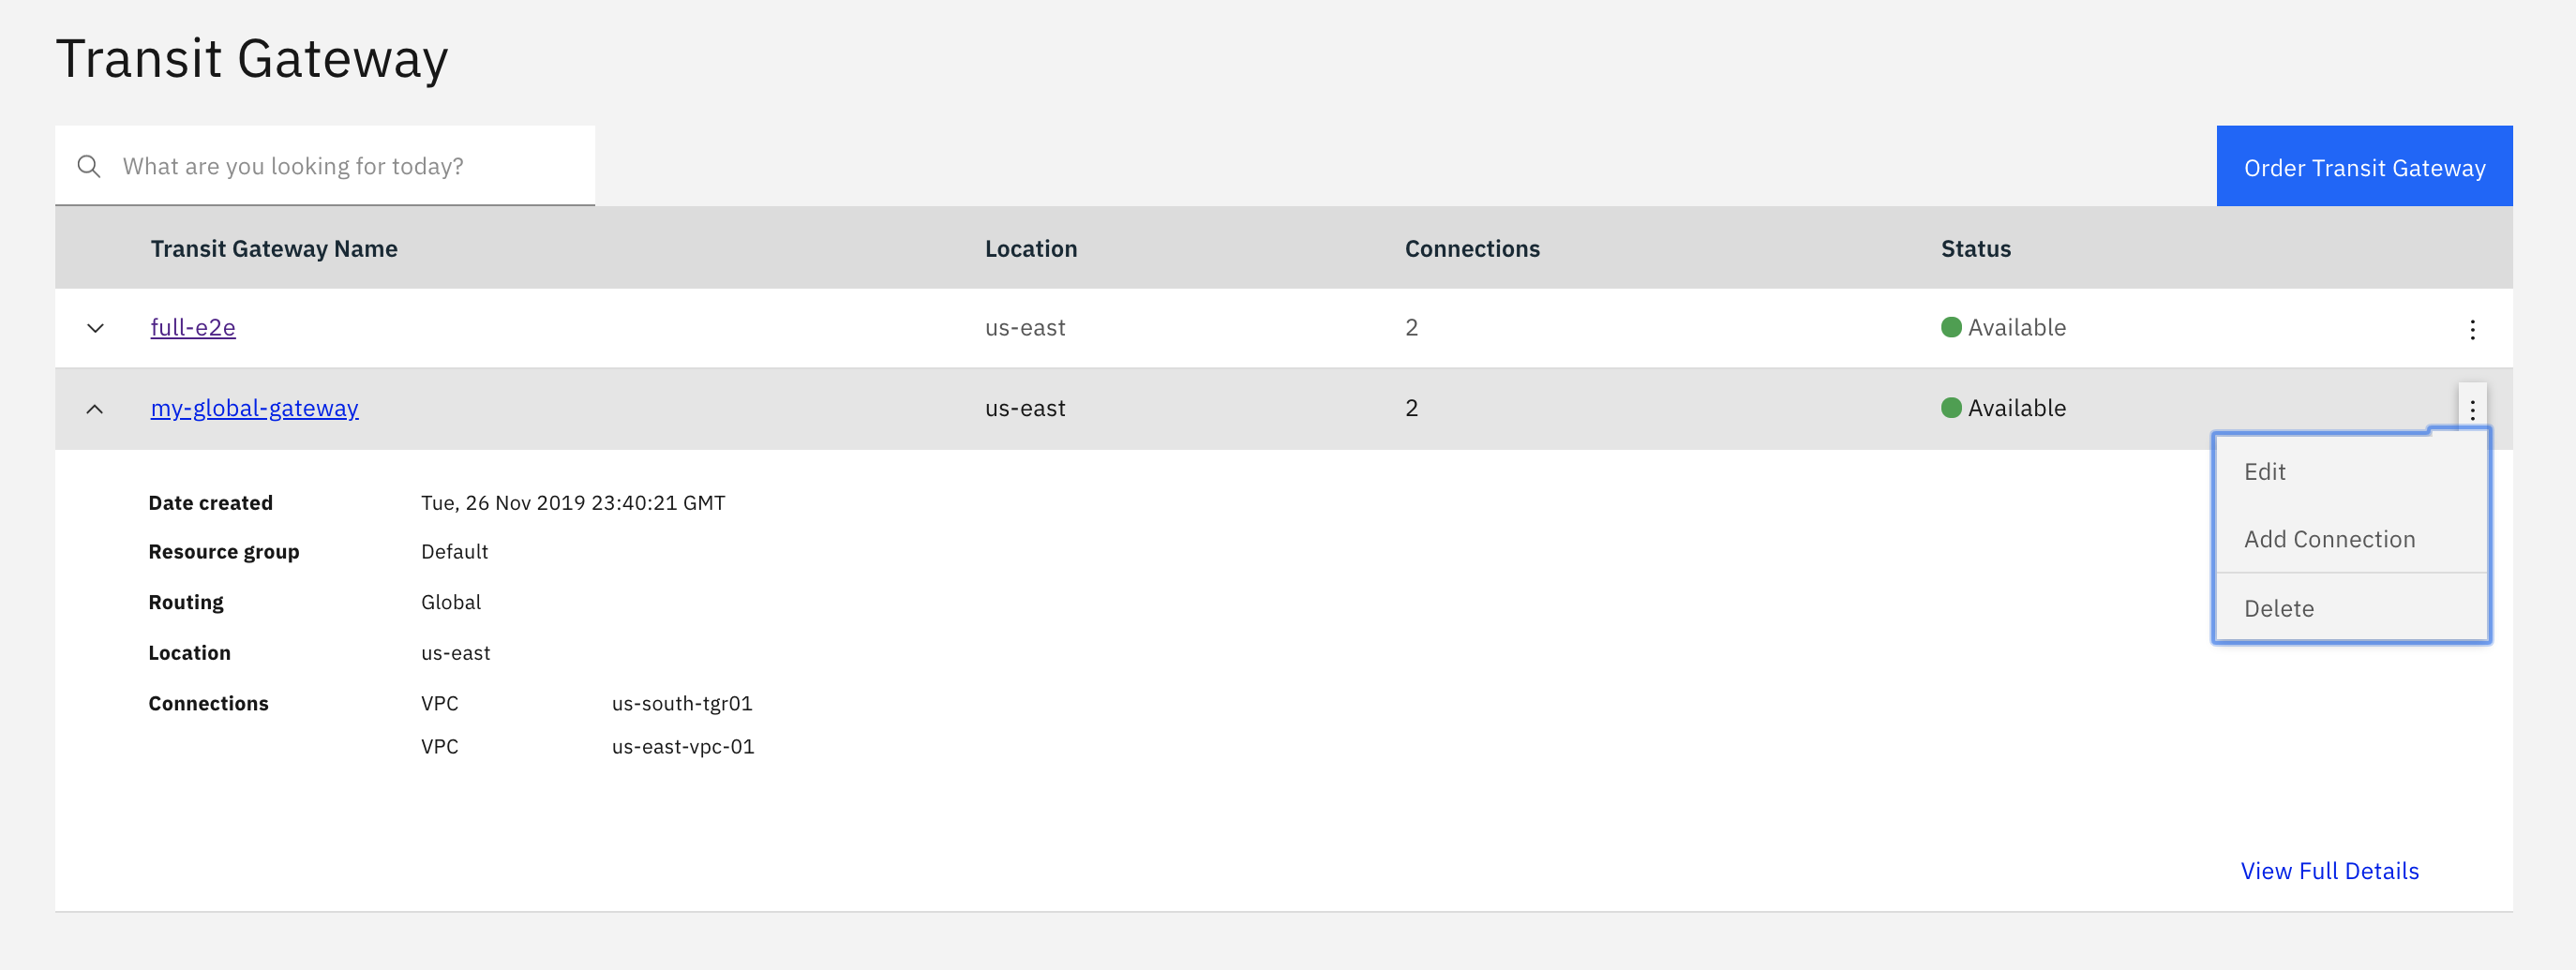 Transit Gateway
What are you looking for today?
Order Transit Gateway
Transit Gateway Name Location Connections Status
full-e2e us-east 2 Available
my-global-gateway us-east 2 Available
Edit
Add Connection
Delete
Date created Tue, 26 Nov 2019 23:40:21 GMT
Resource group Default
Routing Global
Location us-east
Connections VPC us-south-tgr01
VPC us-east-vpc-01
View Full Details